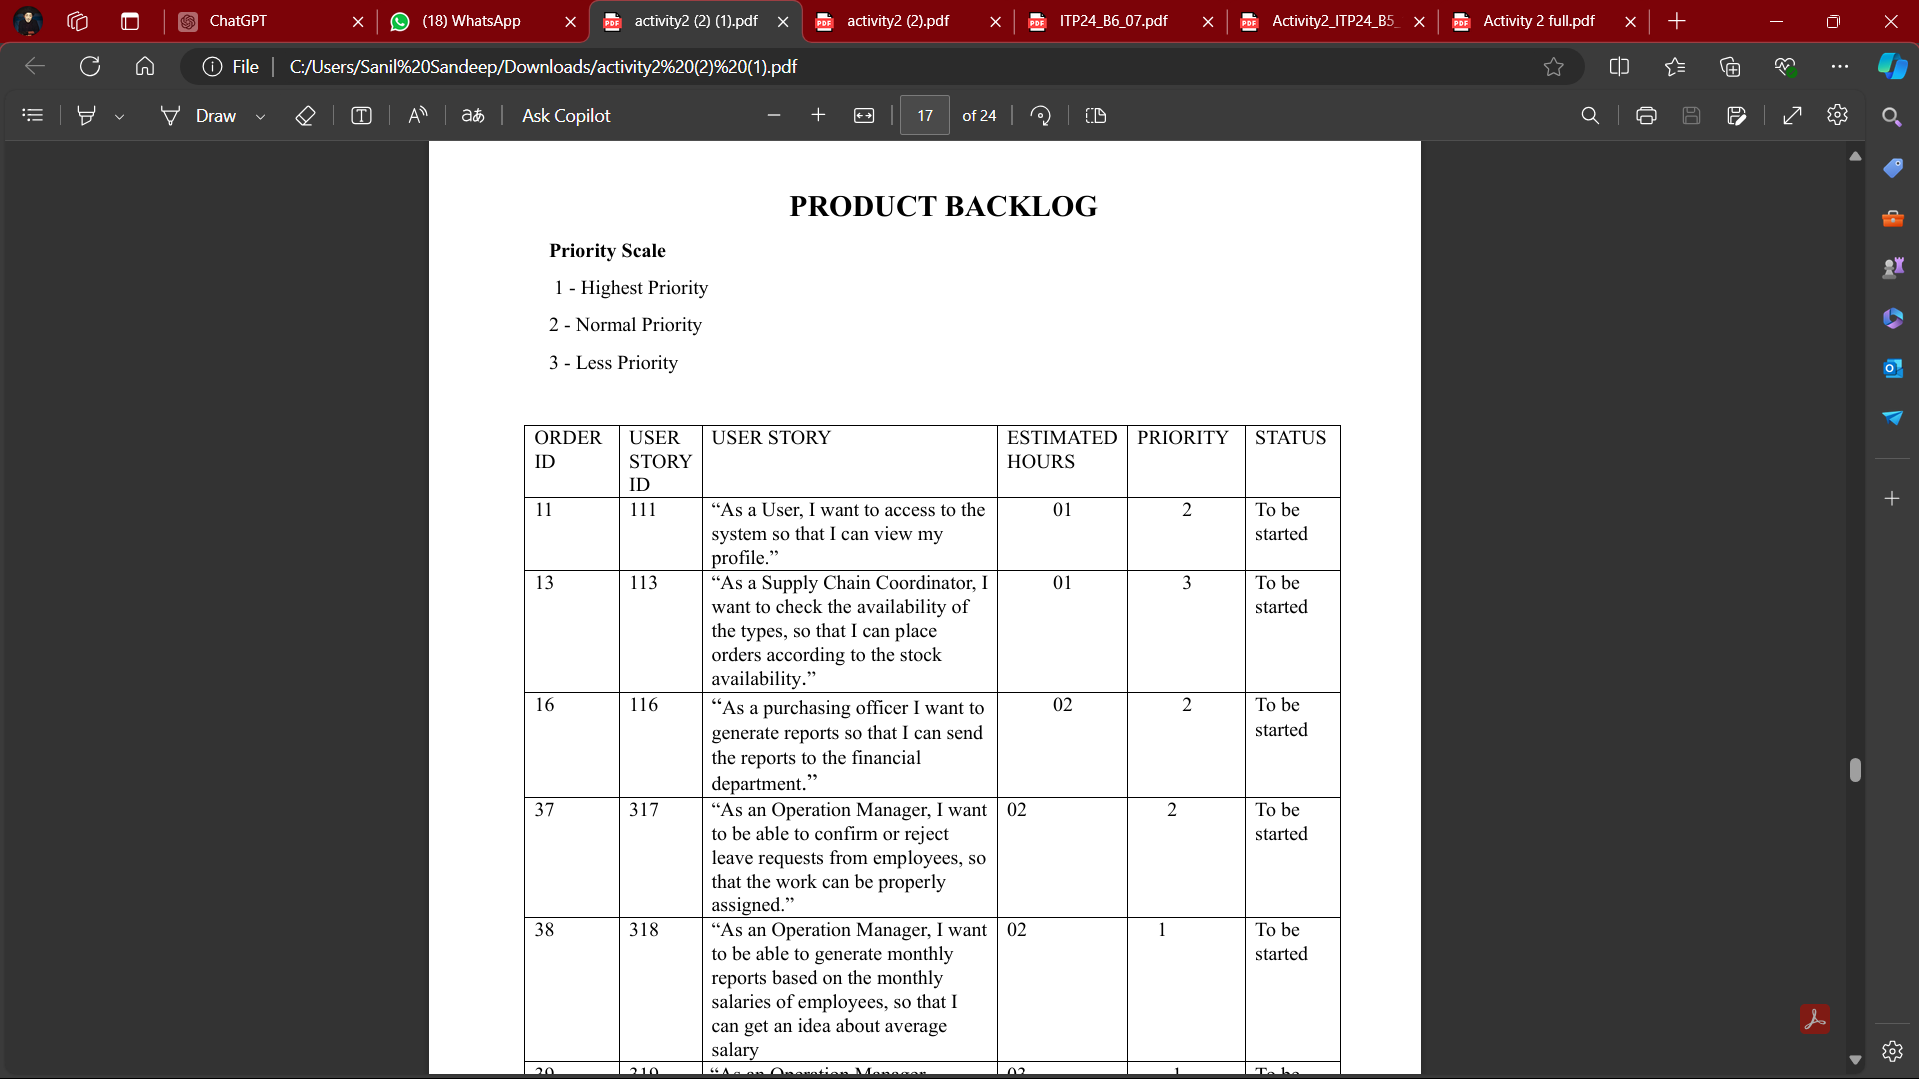 ChatGPT
(18) WhatsApp
activity2 (2) (1).pdf
activity2 (2).pdf
ITP24_B6_07.pdf
Activity2_ITP24_B5_
Activity 2 full.pdf
File
C:/Users/Sanil%20Sandeep/Downloads/activity2%20(2)%20(1).pdf
Draw
Ask Copilot
17 of 24
PRODUCT BACKLOG
Priority Scale
1 - Highest Priority
2 - Normal Priority
3 - Less Priority
ORDER ID
USER STORY ID
USER STORY
ESTIMATED HOURS
PRIORITY
STATUS
11
111
“As a User, I want to access to the
system so that I can view my
profile.”
01
2
To be
started
13
113
“As a Supply Chain Coordinator, I
want to check the availability of
the types, so that I can place
orders according to the stock
availability.”
01
3
To be
started
16
116
“As a purchasing officer I want to
generate reports so that I can send
the reports to the financial
department.”
02
2
To be
started
37
317
“As an Operation Manager, I want
to be able to confirm or reject
leave requests from employees, so
that the work can be properly
assigned.”
02
2
To be
started
38
318
“As an Operation Manager, I want
to be able to generate monthly
reports based on the monthly
salaries of employees, so that I
can get an idea about average
salary
02
1
To be
started
39
319
“As an Operation Manager
03
1
To be